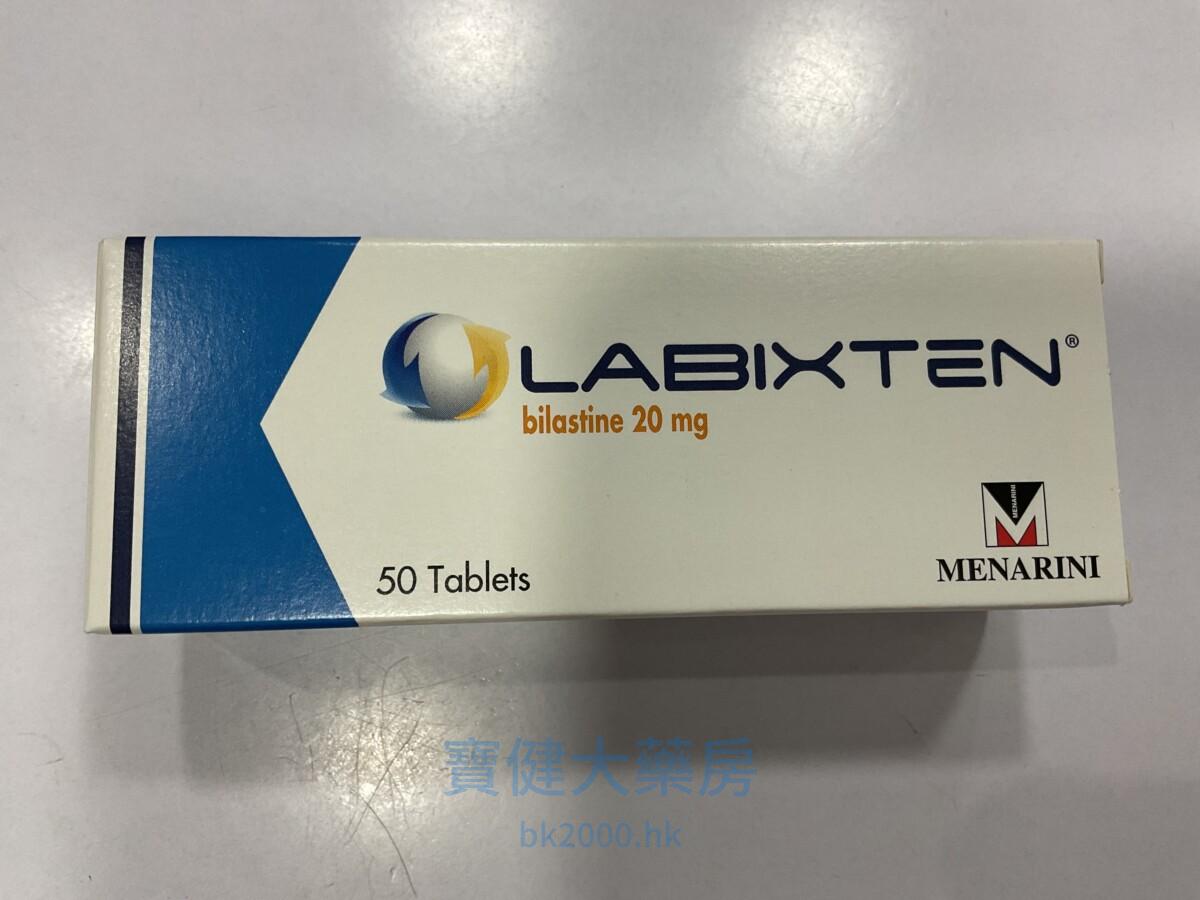 LABIXTEN®
bilastine 20 mg
50 Tablets
MENARINI
MENARINI
寶健大藥房
bk2000.hk